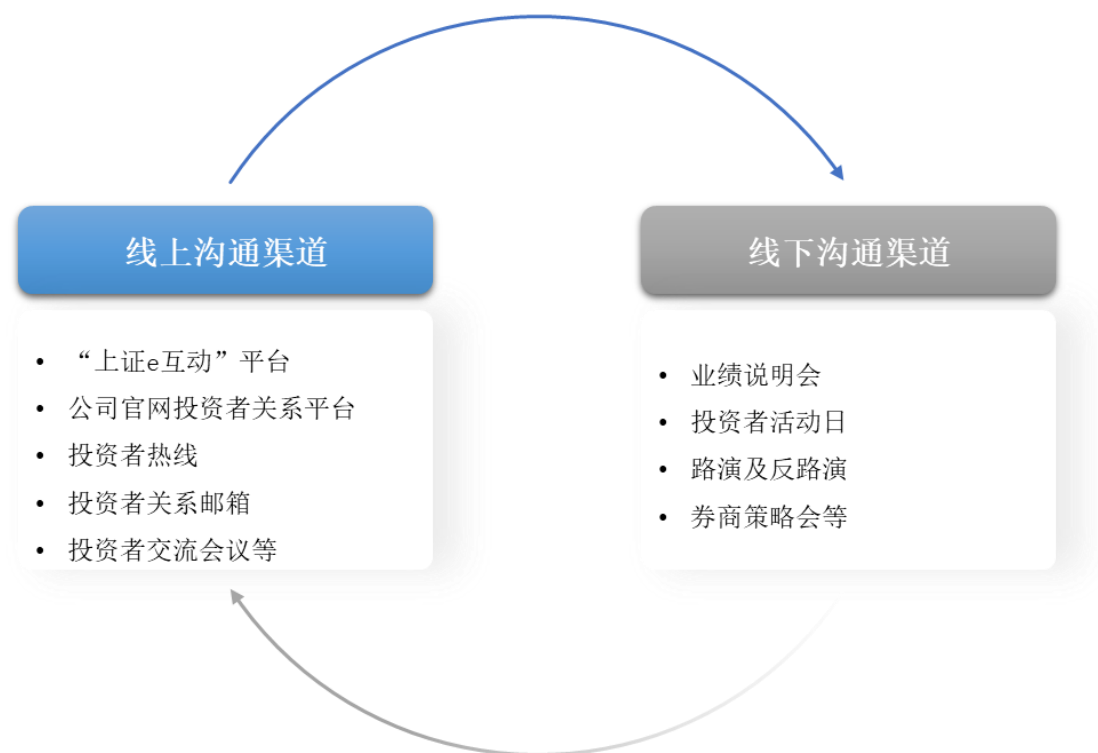 线上沟通渠道
• “上证e互动”平台
• 公司官网投资者关系平台
• 投资者热线
• 投资者关系邮箱
• 投资者交流会议等
线下沟通渠道
• 业绩说明会
• 投资者活动日
• 路演及反路演
• 券商策略会等